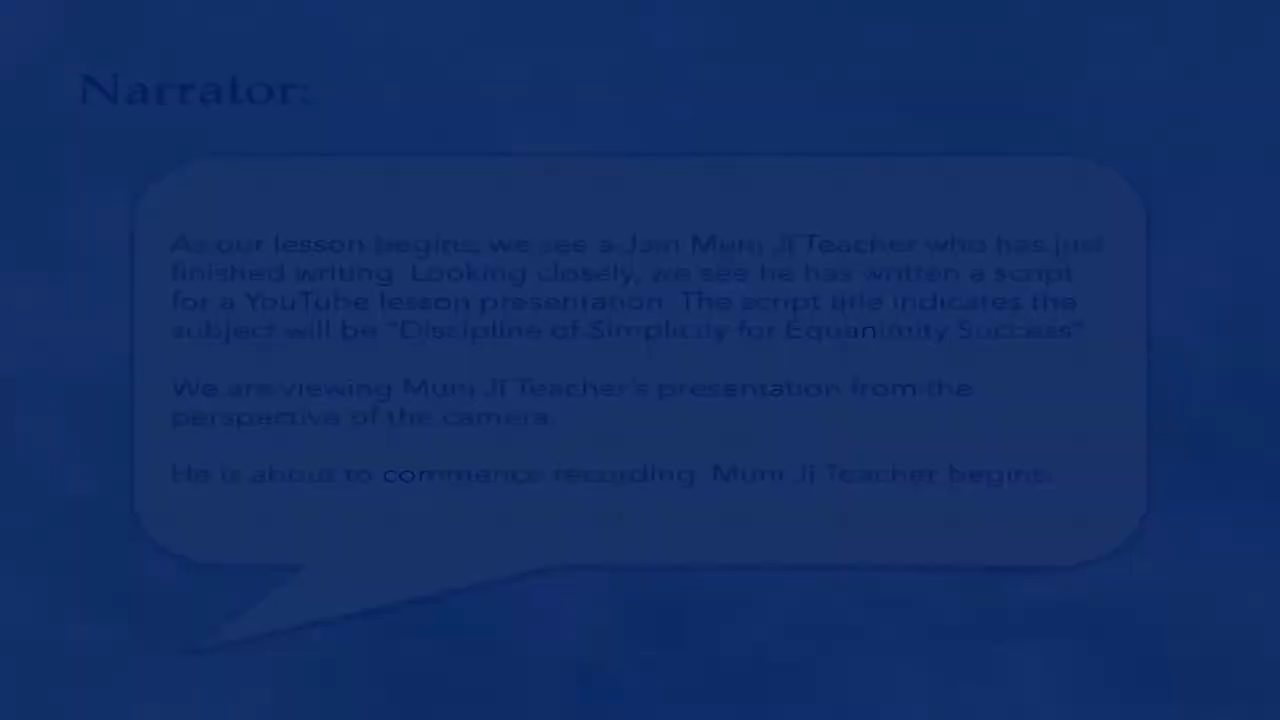 Narrator:
As our lesson begins, we see a Jain Muni Ji Teacher who has just
finished writing. Looking closely, we see he has written a script
for a YouTube lesson presentation. The script title indicates the
subject will be "Discipline of Simplicity for Equanimity Success"
We are viewing Muni Ji Teacher's presentation from the
perspective of the camera.
He is about to commence recording. Muni Ji Teacher begins.